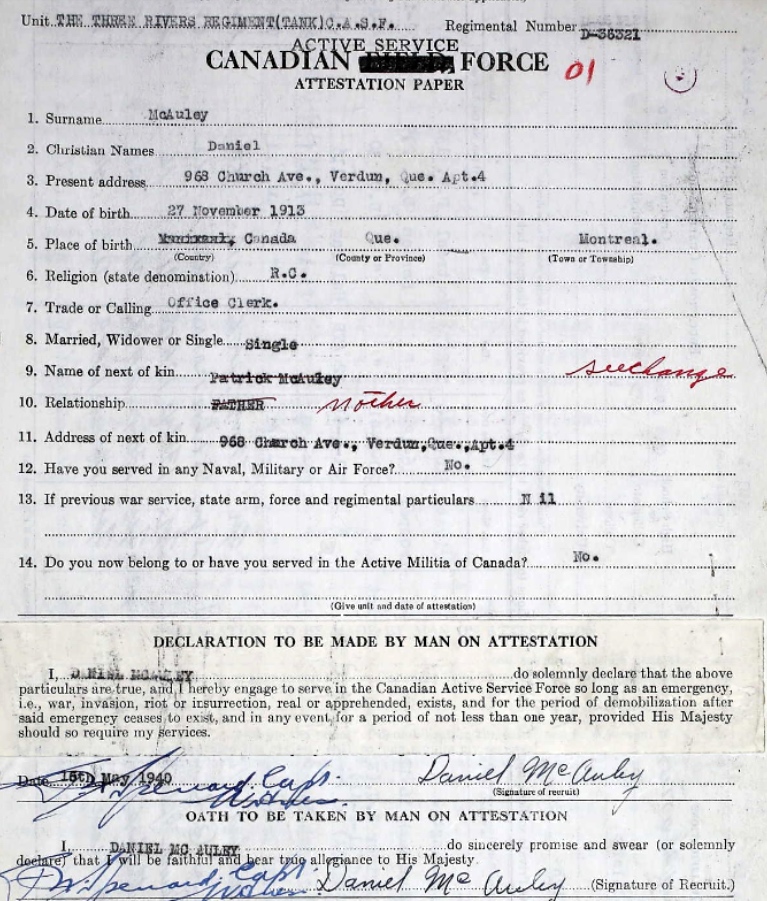 Unit THE THREE RIVERS REGIMENT(TANK)C.A.S.F. Regimental Number D-36321
ACTIVE SERVICE
CANADIAN FORCE 01
ATTESTATION PAPER
1. Surname McAuley
2. Christian Names Daniel
3. Present address 968 Church Ave., Verdun, Que. Apt.4
4. Date of birth 27 November 1913
5. Place of birth Montreal, Canada Que. Montreal.
(Country) (County or Province) (Town or Township)
6. Religion (state denomination) R.C.
7. Trade or Calling Office Clerk.
8. Married, Widower or Single Single
9. Name of next of kin Patrick McAuley see change
10. Relationship FATHER Mother
11. Address of next of kin 968 Church Ave., Verdun,Que.,Apt.4
12. Have you served in any Naval, Military or Air Force? No.
13. If previous war service, state arm, force and regimental particulars N il
14. Do you now belong to or have you served in the Active Militia of Canada? No.
(Give unit and date of attestation)
DECLARATION TO BE MADE BY MAN ON ATTESTATION
I, DANIEL MCAULEY do solemnly declare that the above
particulars are true, and I hereby engage to serve in the Canadian Active Service Force so long as an emergency,
i.e., war, invasion, riot or insurrection, real or apprehended, exists, and for the period of demobilization after
said emergency ceases to exist, and in any event for a period of not less than one year, provided His Majesty
should so require my services.
Date 15th May 1940 Capt. Daniel McAuley
(Signature of recruit)
OATH TO BE TAKEN BY MAN ON ATTESTATION
I, DANIEL MC AULEY do sincerely promise and swear (or solemnly
declare) that I will be faithful and bear true allegiance to His Majesty.
Capt. Daniel Mc Auley (Signature of Recruit.)